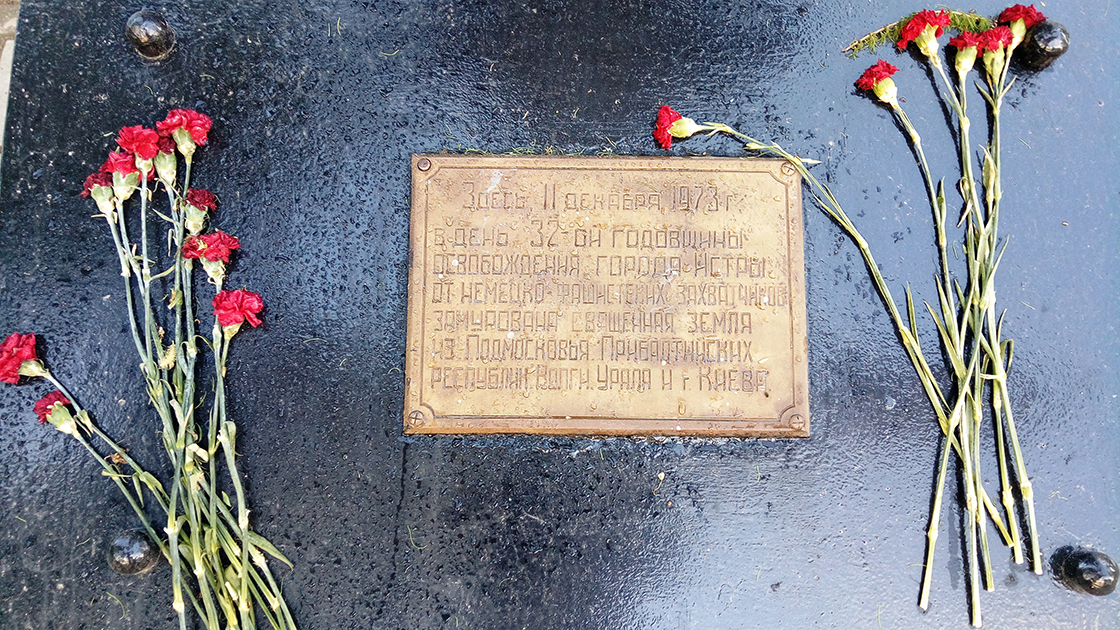 Здесь 11 декабря 1973 г.
в день 32-ой годовщины
освобождения города Истры
от немецко-фашистских захватчиков
замурована священная земля
из Подмосковья Прибалтийских
республик, Волги, Урала и г. Киева